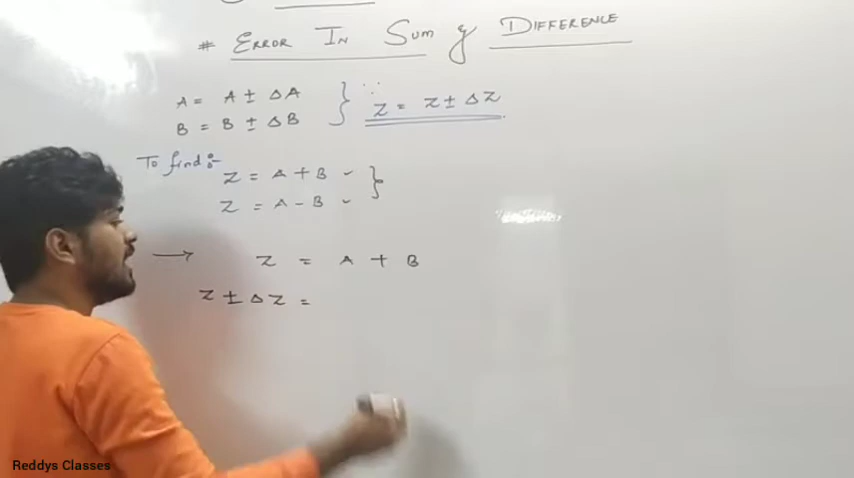 # ERROR IN SUM & DIFFERENCE
A = A ± ΔA
B = B ± ΔB } ∵ Z = Z ± ΔZ
To find:-
Z = A + B ✓
Z = A - B ✓ }
→ Z = A + B
Z ± ΔZ =
Reddys Classes